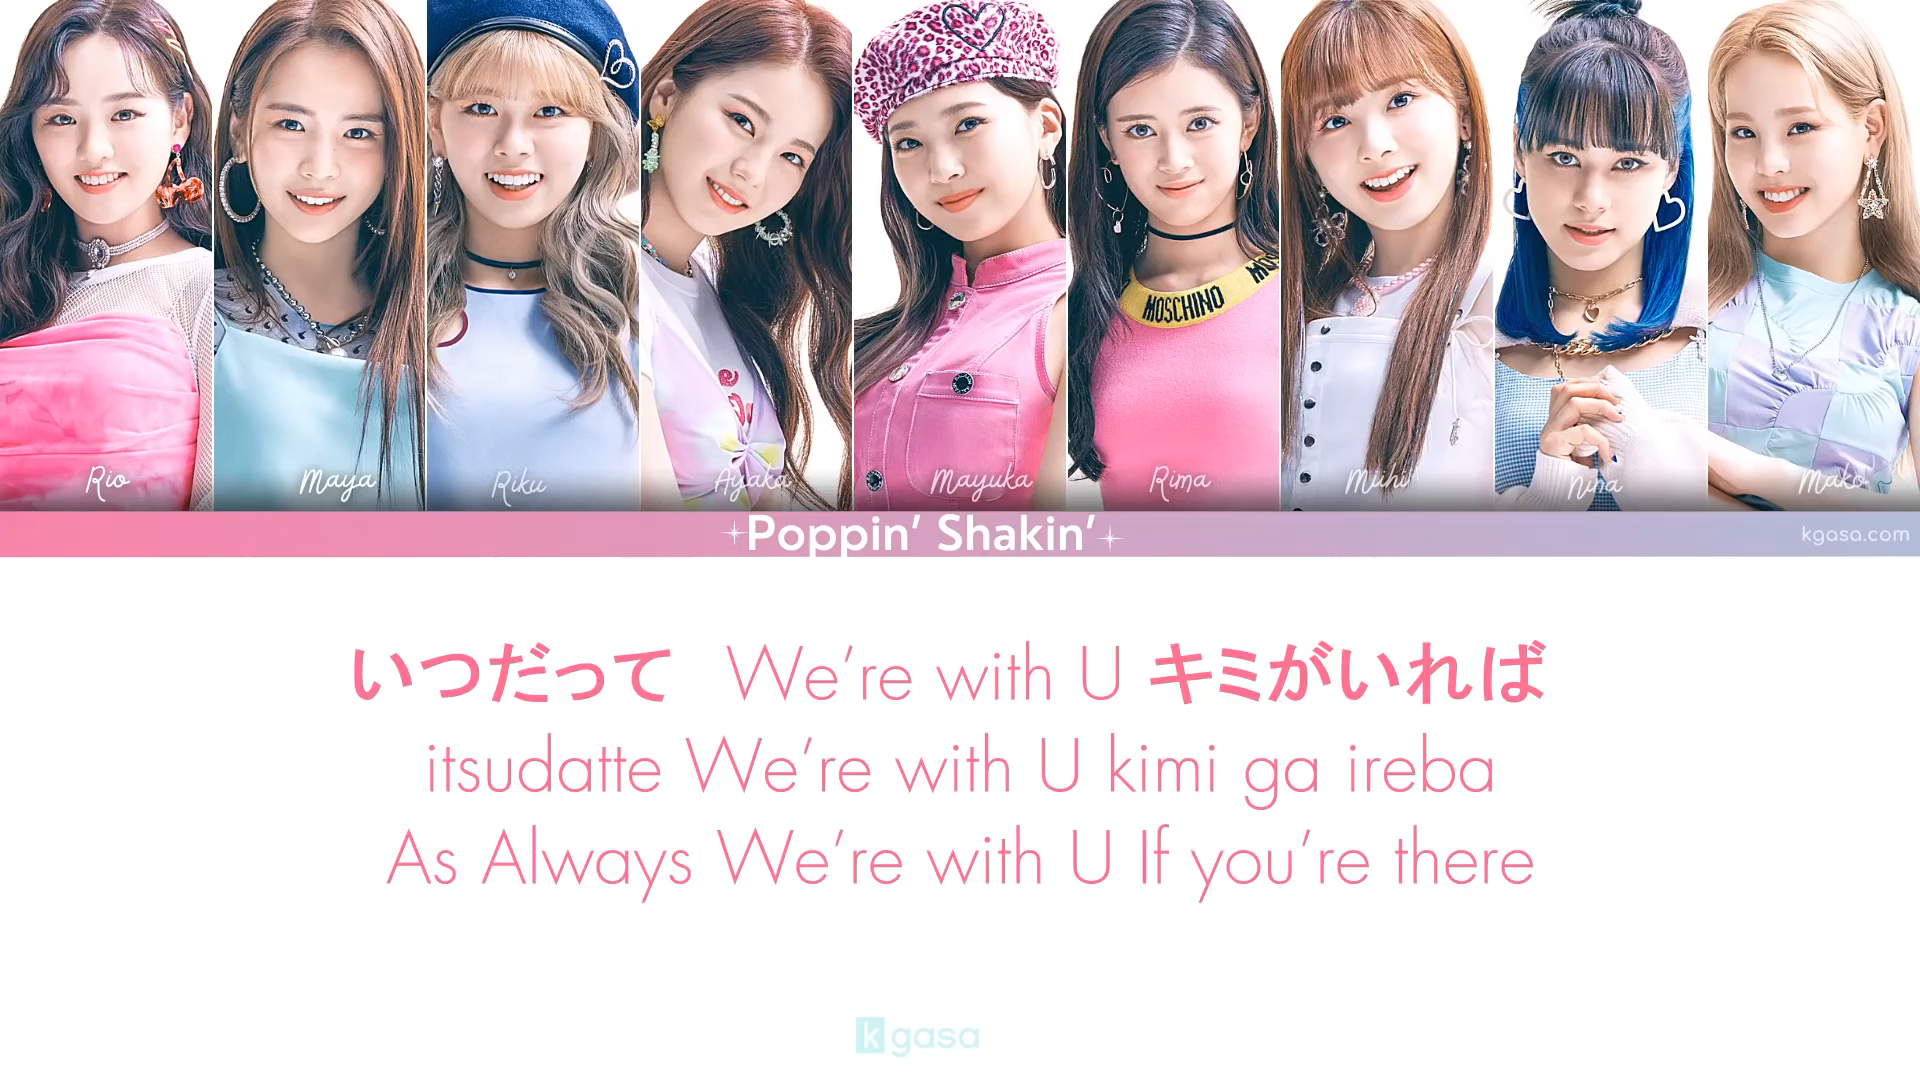 MOSCHINO
MOS
Rio
Maya
Riku
Ayaka
Mayuka
Rima
Miihi
Nina
Mako
Poppin’ Shakin’
kgasa.com
いつだって We’re with U キミがいれば
itsudatte We’re with U kimi ga ireba
As Always We’re with U If you’re there
kgasa